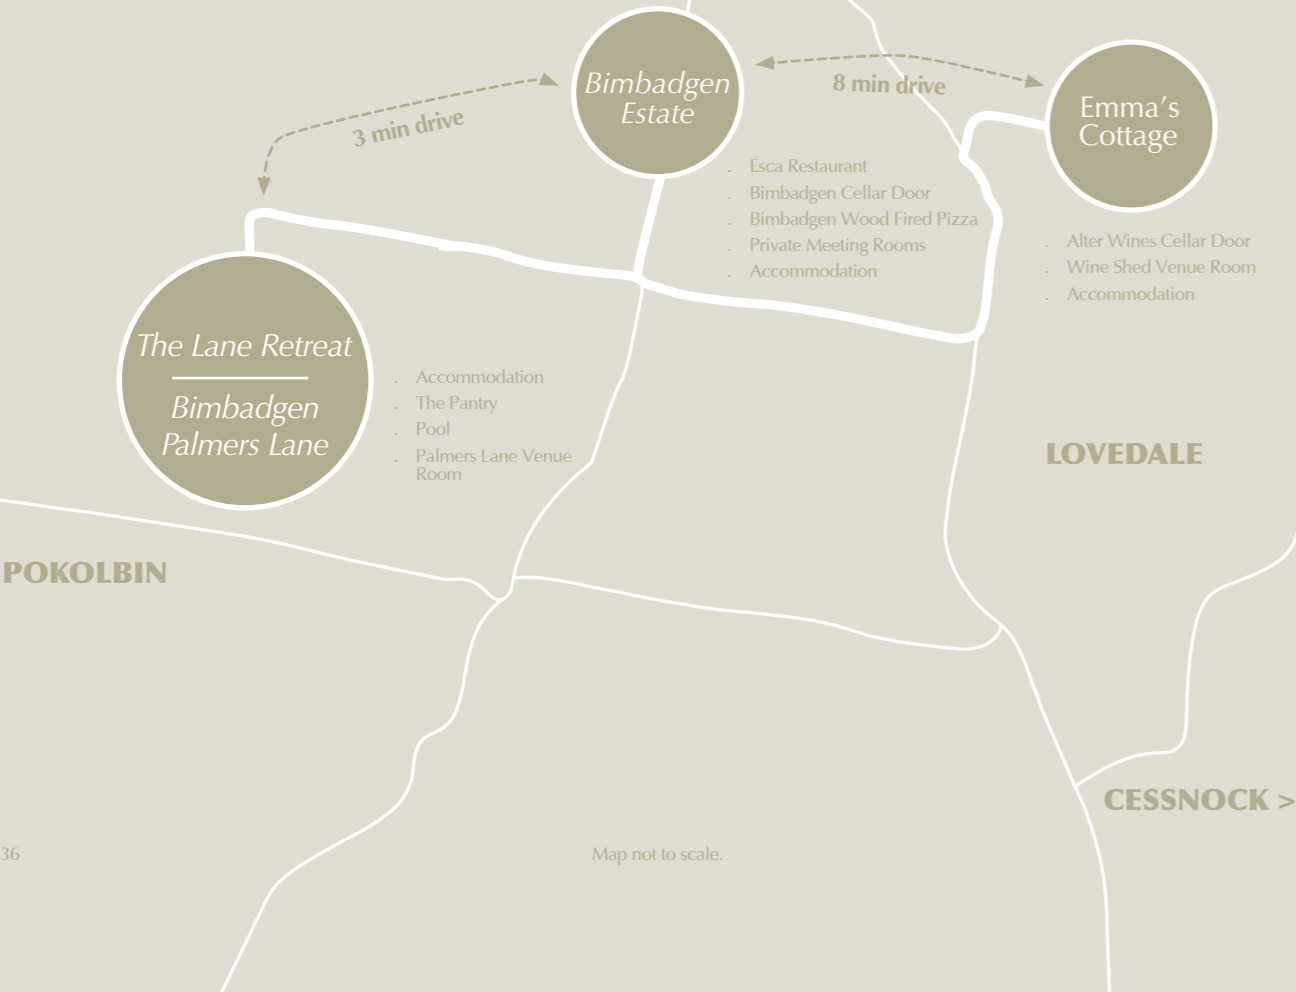 Bimbadgen
Estate
8 min drive
3 min drive
Emma's
Cottage
. Esca Restaurant
. Bimbadgen Cellar Door
. Bimbadgen Wood Fired Pizza
. Private Meeting Rooms
. Accommodation
. Alter Wines Cellar Door
. Wine Shed Venue Room
. Accommodation
The Lane Retreat
Bimbadgen
Palmers Lane
. Accommodation
. The Pantry
. Pool
. Palmers Lane Venue
Room
LOVEDALE
POKOLBIN
CESSNOCK >
36
Map not to scale.